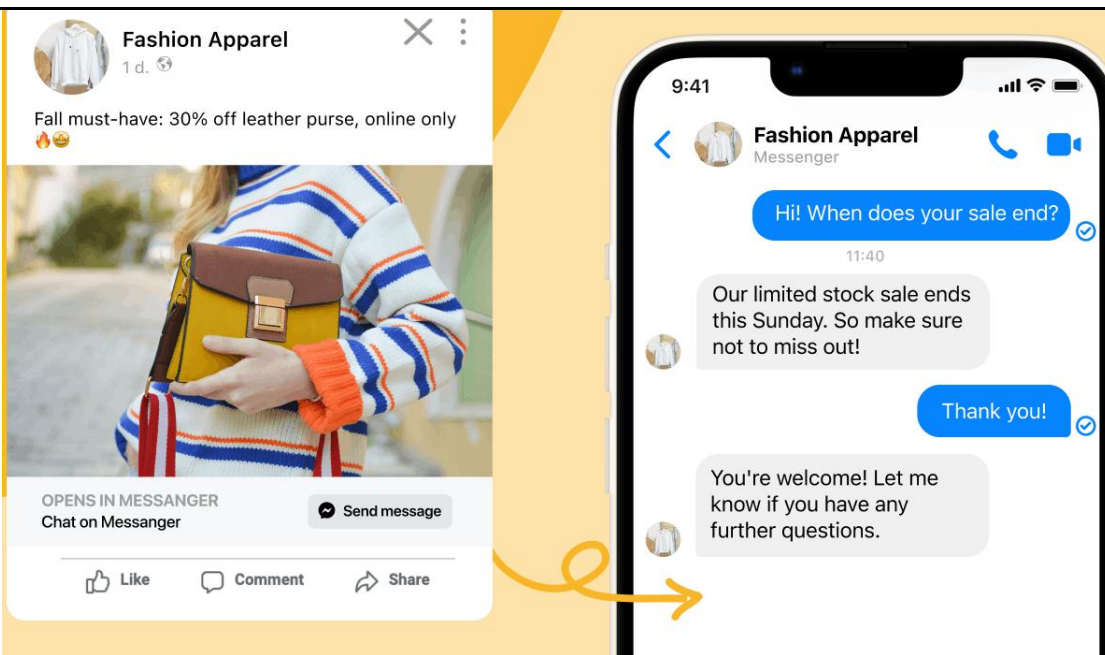 Fashion Apparel
1 d.
Fall must-have: 30% off leather purse, online only
🔥🤩
OPENS IN MESSANGER
Chat on Messanger
Send message
Like
Comment
Share
9:41
Fashion Apparel
Messenger
Hi! When does your sale end?
11:40
Our limited stock sale ends
this Sunday. So make sure
not to miss out!
Thank you!
You're welcome! Let me
know if you have any
further questions.